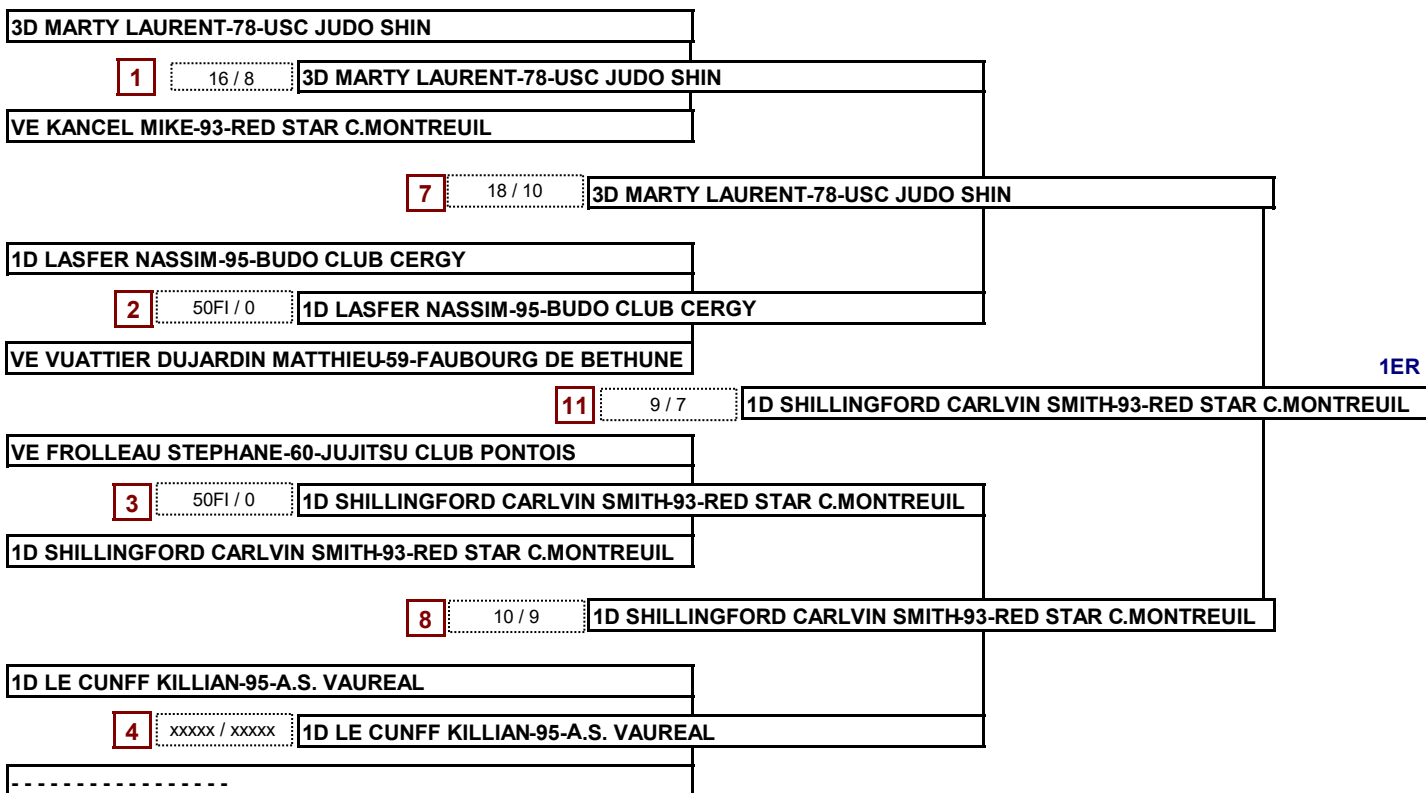 3D MARTY LAURENT-78-USC JUDO SHIN
1 16 / 8 3D MARTY LAURENT-78-USC JUDO SHIN
VE KANCEL MIKE-93-RED STAR C.MONTREUIL
7 18 / 10 3D MARTY LAURENT-78-USC JUDO SHIN
1D LASFER NASSIM-95-BUDO CLUB CERGY
2 50FI / 0 1D LASFER NASSIM-95-BUDO CLUB CERGY
VE VUATTIER DUJARDIN MATTHIEU-59-FAUBOURG DE BETHUNE
1ER
11 9 / 7 1D SHILLINGFORD CARLVIN SMITH-93-RED STAR C.MONTREUIL
VE FROLLEAU STEPHANE-60-JUJITSU CLUB PONTOIS
3 50FI / 0 1D SHILLINGFORD CARLVIN SMITH-93-RED STAR C.MONTREUIL
1D SHILLINGFORD CARLVIN SMITH-93-RED STAR C.MONTREUIL
8 10 / 9 1D SHILLINGFORD CARLVIN SMITH-93-RED STAR C.MONTREUIL
1D LE CUNFF KILLIAN-95-A.S. VAUREAL
4 xxxxx / xxxxx 1D LE CUNFF KILLIAN-95-A.S. VAUREAL
- - - - - - - - - - - - - - - - -